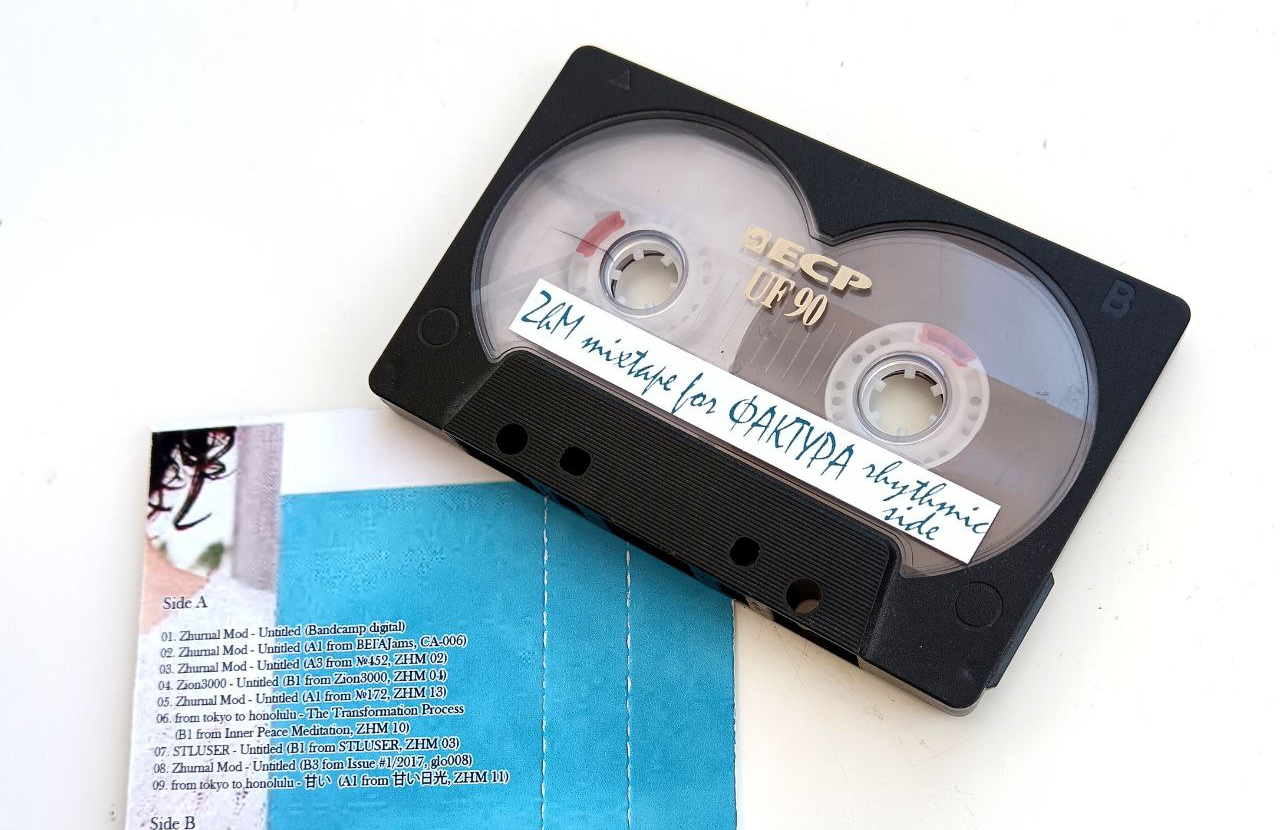 B
ECP
UF 90
ZhM mixtape for ФАКТУРА rhythmic
side
Side A
01. Zhurnal Mod - Untitled (Bandcamp digital)
02. Zhurnal Mod - Untitled (A1 from ВЕГАJams, CA-006)
03. Zhurnal Mod - Untitled (A3 from №452, ZHM 02)
04. Zion3000 - Untitled (B1 from Zion3000, ZHM 04)
05. Zhurnal Mod - Untitled (A1 from №172, ZHM 13)
06. from tokyo to honolulu - The Transformation Process
(B1 from Inner Peace Meditation, ZHM 10)
07. STLUSER - Untitled (B1 from STLUSER, ZHM 03)
08. Zhurnal Mod - Untitled (B3 fom Issue #1/2017, glo008)
09. from tokyo to honolulu - 甘い (A1 from 甘い日光, ZHM 11)
Side B